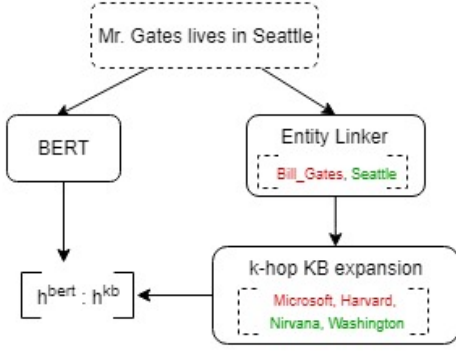 Mr. Gates lives in Seattle
BERT
Entity Linker
Bill_Gates, Seattle
k-hop KB expansion
Microsoft, Harvard,
Nirvana, Washington
h^bert : h^kb